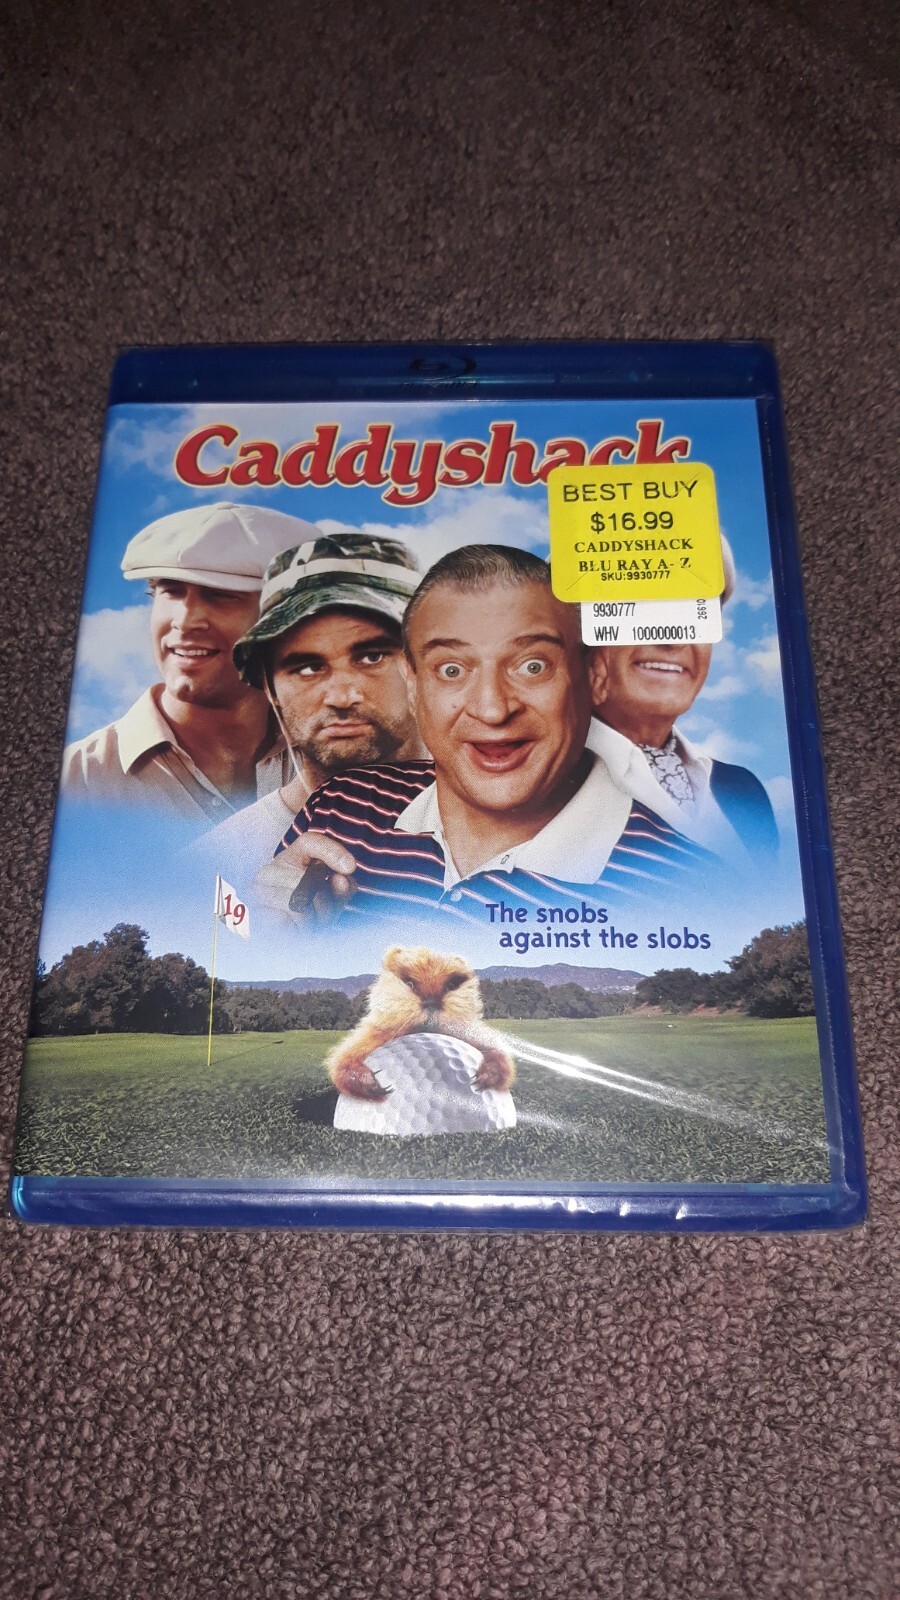 Caddyshack
BEST BUY
$16.99
CADDYSHACK
BLU RAY A- Z
SKU:9930777
9930777
26610
WHV 1000000013
19
The snobs
against the slobs